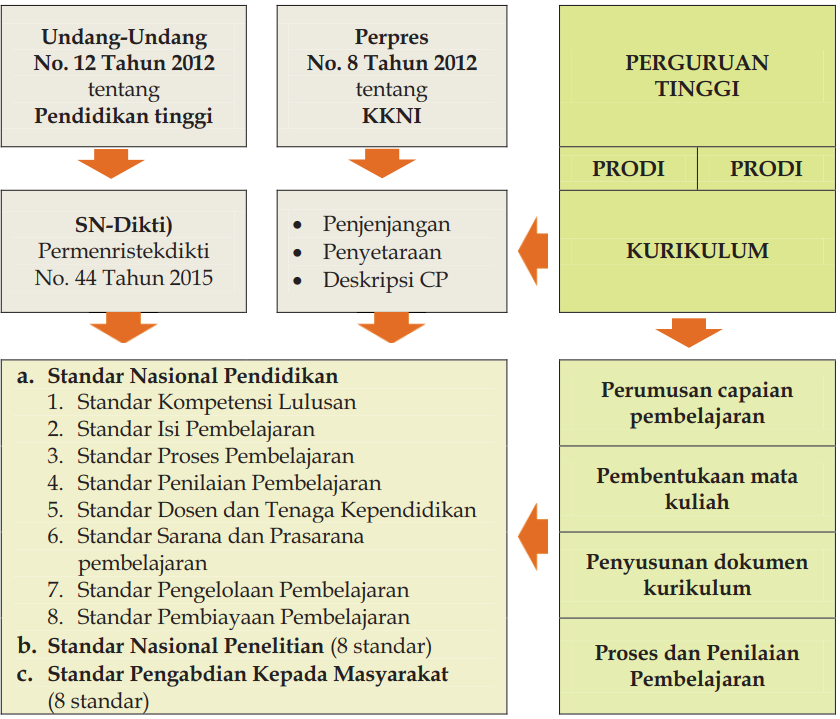 Undang-Undang
No. 12 Tahun 2012
tentang
Pendidikan tinggi
Perpres
No. 8 Tahun 2012
tentang
KKNI
PERGURUAN
TINGGI
PRODI
PRODI
SN-Dikti)
Permenristekdikti
No. 44 Tahun 2015
• Penjenjangan
• Penyetaraan
• Deskripsi CP
KURIKULUM
a. Standar Nasional Pendidikan
1. Standar Kompetensi Lulusan
2. Standar Isi Pembelajaran
3. Standar Proses Pembelajaran
4. Standar Penilaian Pembelajaran
5. Standar Dosen dan Tenaga Kependidikan
6. Standar Sarana dan Prasarana
pembelajaran
7. Standar Pengelolaan Pembelajaran
8. Standar Pembiayaan Pembelajaran
b. Standar Nasional Penelitian (8 standar)
c. Standar Pengabdian Kepada Masyarakat
(8 standar)
Perumusan capaian
pembelajaran
Pembentukaan mata
kuliah
Penyusunan dokumen
kurikulum
Proses dan Penilaian
Pembelajaran